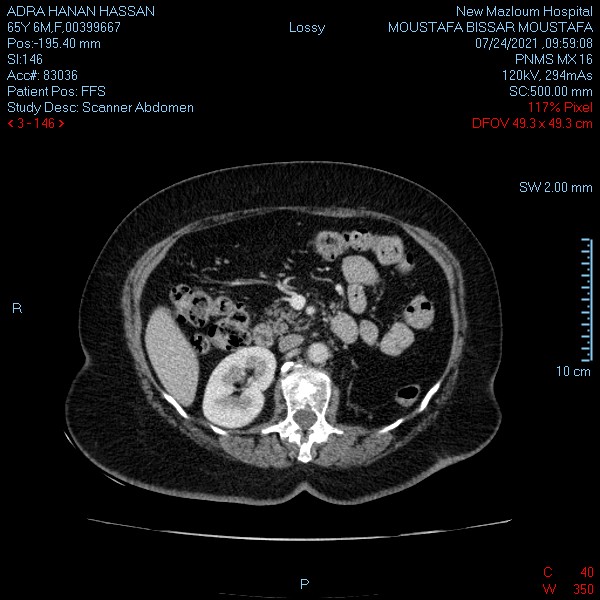 ADRA HANAN HASSAN
65Y 6M,F,00399667
Pos:-195.40 mm
SI:146
Acc#: 83036
Patient Pos: FFS
Study Desc: Scanner Abdomen
< 3 - 146 >
Lossy
New Mazloum Hospital
MOUSTAFA BISSAR MOUSTAFA
07/24/2021 ,09:59:08
PNMS MX 16
120kV, 294mAs
SC:500.00 mm
117% Pixel
DFOV 49.3 x 49.3 cm
SW 2.00 mm
R
10 cm
P
C 40
W 350